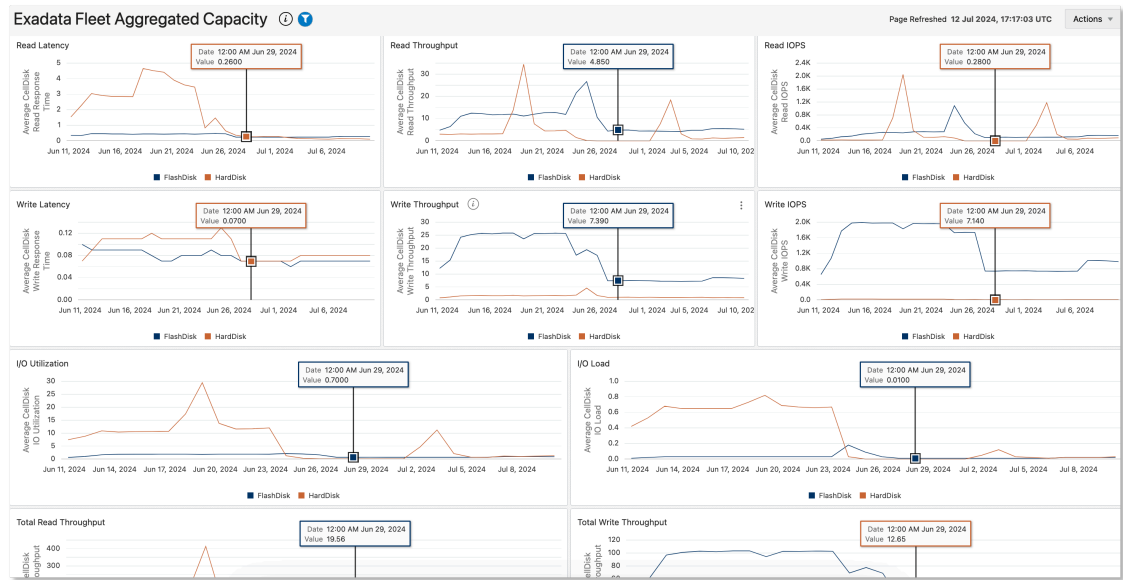 Exadata Fleet Aggregated Capacity
Page Refreshed 12 Jul 2024, 17:17:03 UTC
Actions
Read Latency
Average CellDisk
Read Response
Time
5
4
3
2
1
0
Date 12:00 AM Jun 29, 2024
Value 0.2600
Jun 11, 2024 Jun 16, 2024 Jun 21, 2024 Jun 26, 2024 Jul 1, 2024 Jul 6, 2024
FlashDisk HardDisk
Read Throughput
Average CellDisk
Read Throughput
30
20
10
0
Date 12:00 AM Jun 29, 2024
Value 4.850
Jun 11, 2024 Jun 16, 2024 Jun 21, 2024 Jun 26, 2024 Jul 1, 2024 Jul 5, 2024 Jul 10, 202
FlashDisk HardDisk
Read IOPS
Average CellDisk
Read IOPS
2.4K
2.0K
1.6K
1.2K
0.8K
0.4K
0.0
Date 12:00 AM Jun 29, 2024
Value 0.2800
Jun 11, 2024 Jun 16, 2024 Jun 21, 2024 Jun 26, 2024 Jul 1, 2024 Jul 6, 2024
FlashDisk HardDisk
Write Latency
Average CellDisk
Write Response
Time
0.12
0.08
0.04
0.00
Date 12:00 AM Jun 29, 2024
Value 0.0700
Jun 11, 2024 Jun 16, 2024 Jun 21, 2024 Jun 26, 2024 Jul 1, 2024 Jul 6, 2024
FlashDisk HardDisk
Write Throughput
Average CellDisk
Write Throughput
30
25
20
15
10
5
0
Date 12:00 AM Jun 29, 2024
Value 7.390
Jun 11, 2024 Jun 16, 2024 Jun 21, 2024 Jun 26, 2024 Jul 1, 2024 Jul 5, 2024 Jul 10, 202
FlashDisk HardDisk
Write IOPS
Average CellDisk
Write IOPS
2.0K
1.6K
1.2K
0.8K
0.4K
0.0
Date 12:00 AM Jun 29, 2024
Value 7.140
Jun 11, 2024 Jun 16, 2024 Jun 21, 2024 Jun 26, 2024 Jul 1, 2024 Jul 6, 2024
FlashDisk HardDisk
I/O Utilization
Average CellDisk
IO Utilization
30
25
20
15
10
5
0
Date 12:00 AM Jun 29, 2024
Value 0.7000
Jun 11, 2024 Jun 14, 2024 Jun 17, 2024 Jun 20, 2024 Jun 23, 2024 Jun 26, 2024 Jun 29, 2024 Jul 2, 2024 Jul 5, 2024 Jul 8, 2024
FlashDisk HardDisk
I/O Load
Average CellDisk
IO Load
1.0
0.8
0.6
0.4
0.2
0.0
Date 12:00 AM Jun 29, 2024
Value 0.0100
Jun 11, 2024 Jun 14, 2024 Jun 17, 2024 Jun 20, 2024 Jun 23, 2024 Jun 26, 2024 Jun 29, 2024 Jul 2, 2024 Jul 5, 2024 Jul 8, 2024
FlashDisk HardDisk
Total Read Throughput
400
300
Date 12:00 AM Jun 29, 2024
Value 19.56
Total Write Throughput
120
100
80
Date 12:00 AM Jun 29, 2024
Value 12.65